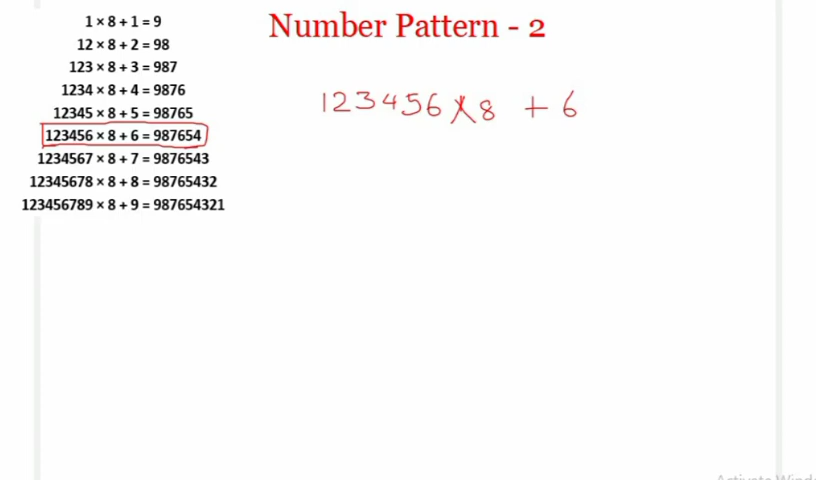 Number Pattern - 2
1 × 8 + 1 = 9
12 × 8 + 2 = 98
123 × 8 + 3 = 987
1234 × 8 + 4 = 9876
12345 × 8 + 5 = 98765
123456 × 8 + 6 = 987654
1234567 × 8 + 7 = 9876543
12345678 × 8 + 8 = 98765432
123456789 × 8 + 9 = 987654321
123456 × 8 + 6